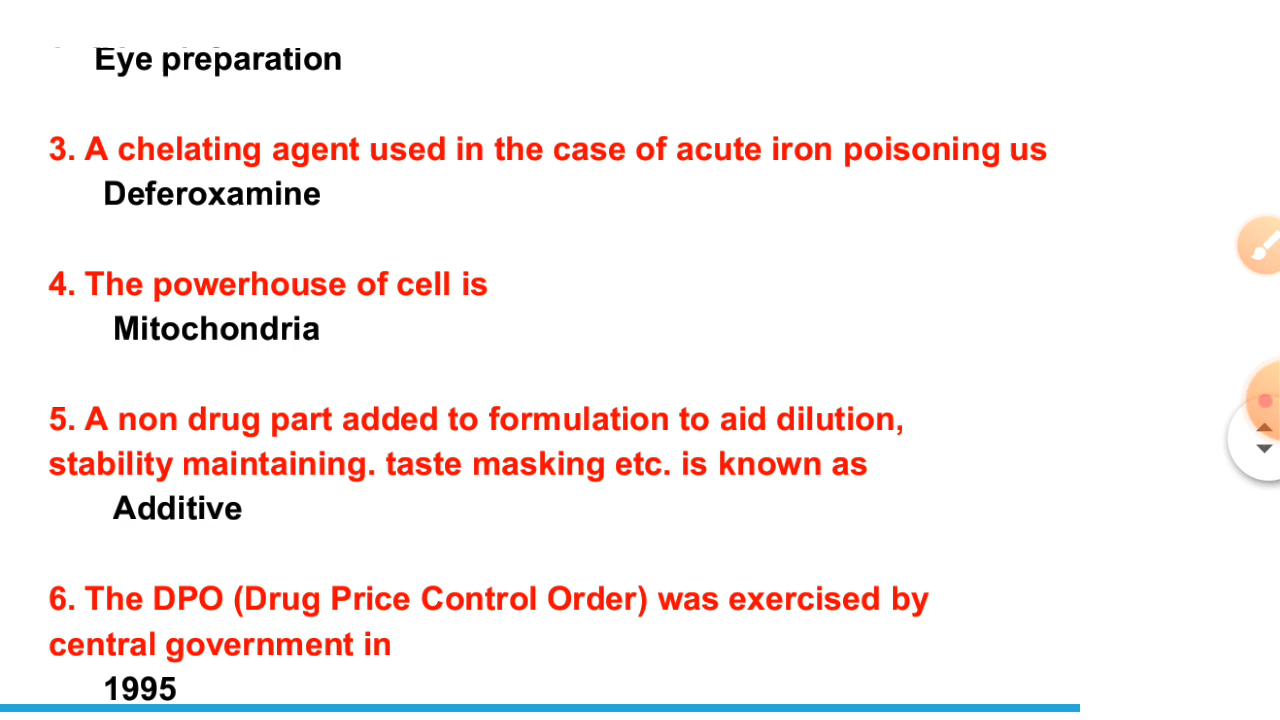 Eye preparation
3. A chelating agent used in the case of acute iron poisoning us
Deferoxamine
4. The powerhouse of cell is
Mitochondria
5. A non drug part added to formulation to aid dilution,
stability maintaining. taste masking etc. is known as
Additive
6. The DPO (Drug Price Control Order) was exercised by
central government in
1995